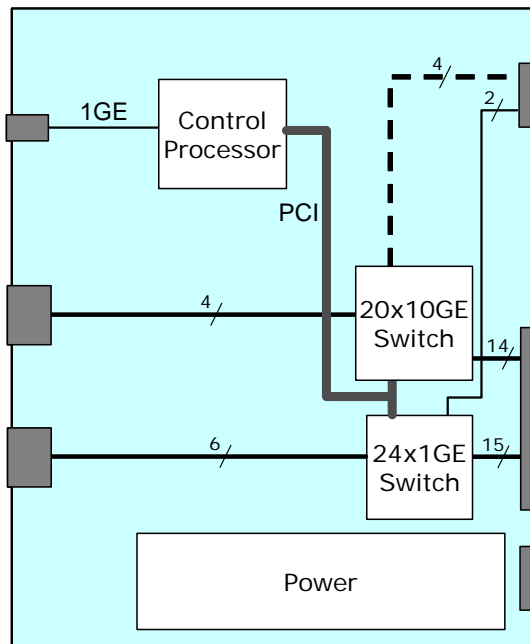 4
2
1GE
Control
Processor
PCI
4
20x10GE
Switch
14
6
24x1GE
Switch
15
Power